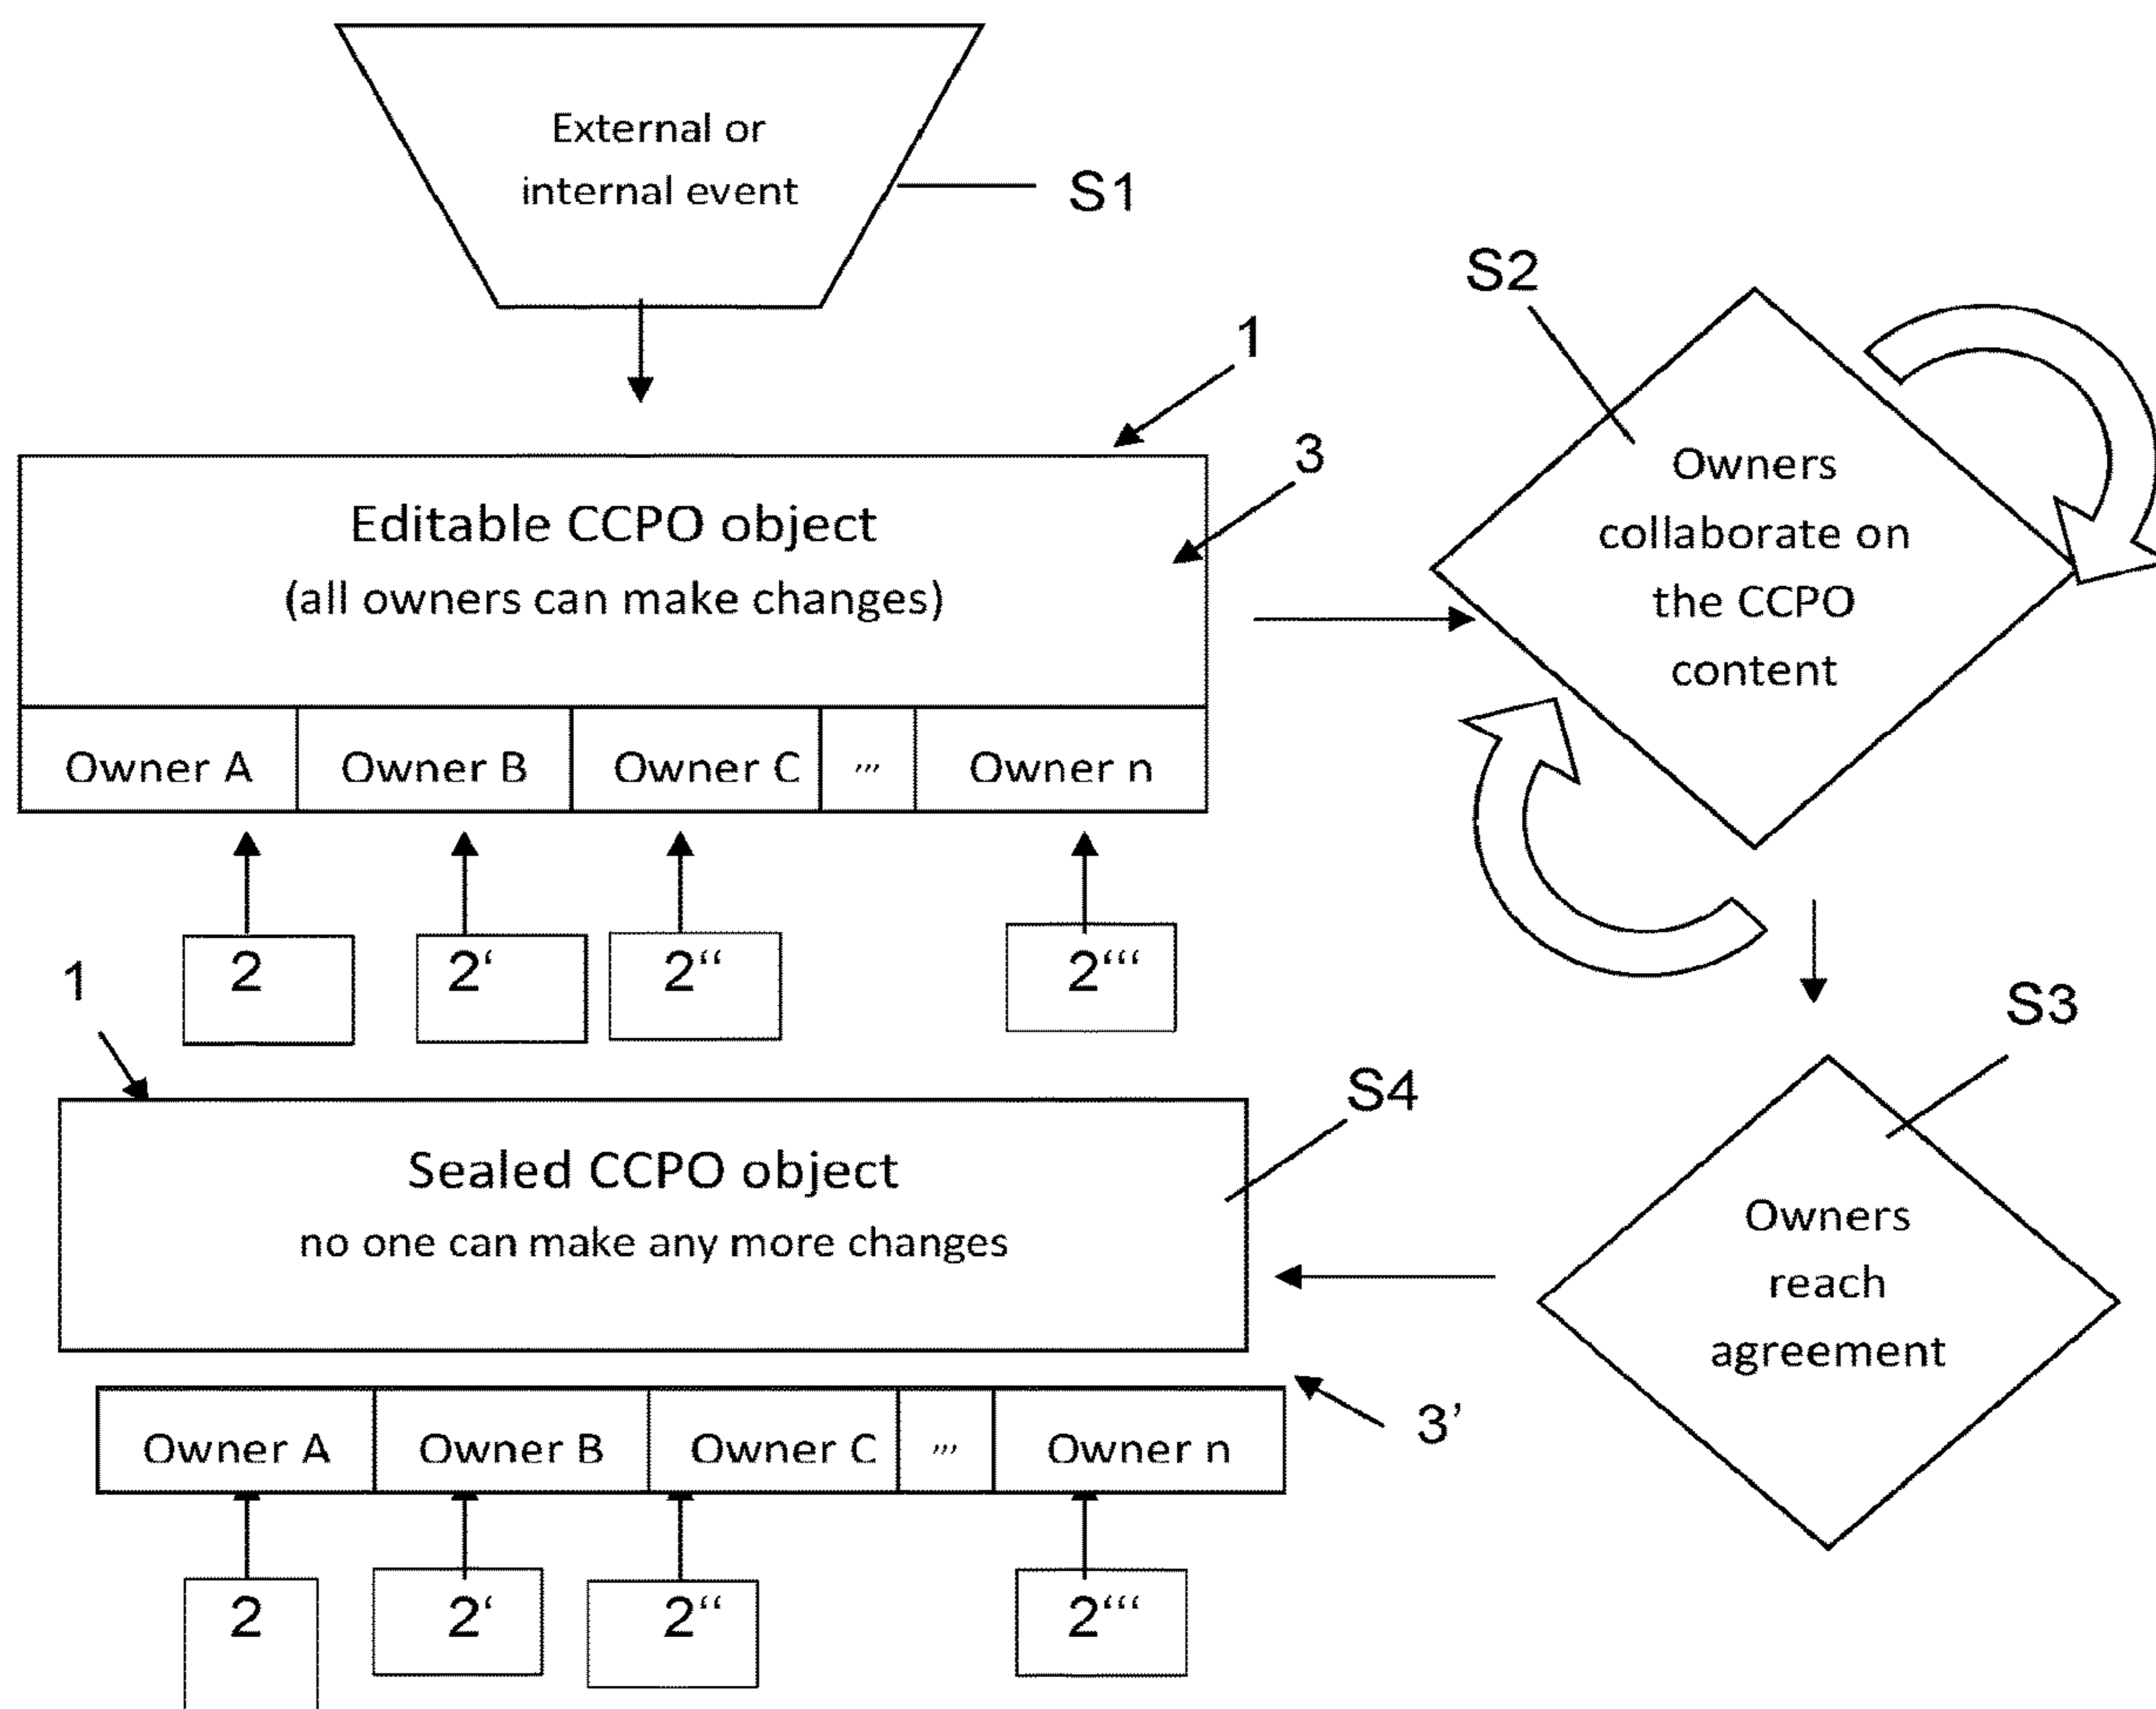 External or
internal event
S1
S2
1
3
Editable CCPO object
(all owners can make changes)
Owners
collaborate on
the CCPO
content
Owner A
Owner B
Owner C
,,,
Owner n
2
2‘
2‘‘
2‘‘‘
1
S3
S4
Sealed CCPO object
no one can make any more changes
Owners
reach
agreement
3’
Owner A
Owner B
Owner C
,,,
Owner n
2
2‘
2‘‘
2‘‘‘